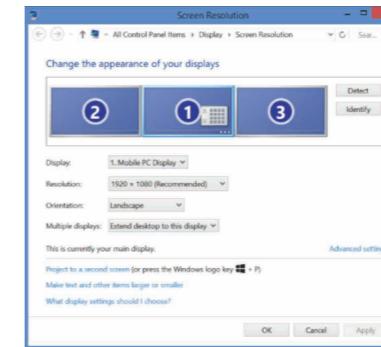 Screen Resolution
All Control Panel Items Display Screen Resolution
Change the appearance of your displays
2
1
3
Detect
Identify
Display: 1. Mobile PC Display
Resolution: 1920 × 1080 (Recommended)
Orientation: Landscape
Multiple displays: Extend desktop to this display
This is currently your main display.
Advanced settin
Project to a second screen (or press the Windows logo key + P)
Make text and other items larger or smaller
What display settings should I choose?
OK Cancel Apply